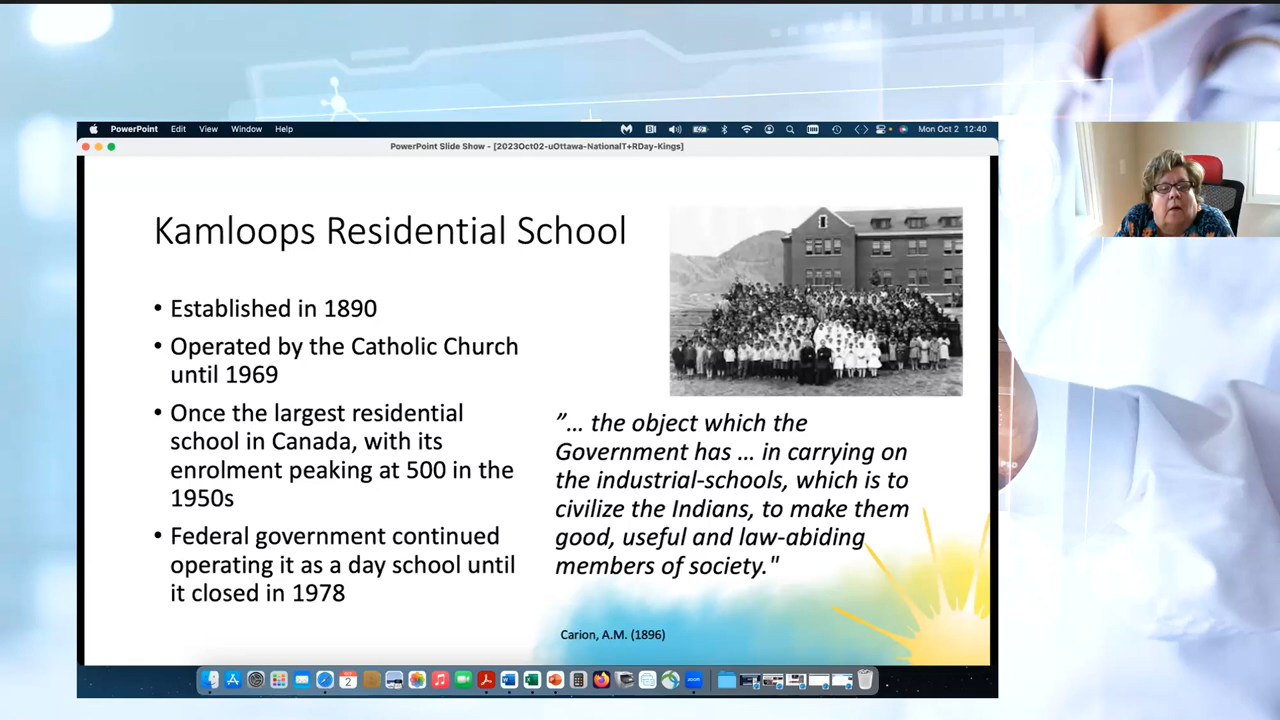 PowerPoint Edit View Window Help Mon Oct 2 12:40
PowerPoint Slide Show - [2023Oct02-uOttawa-NationalT+RDay-Kings]
Kamloops Residential School
• Established in 1890
• Operated by the Catholic Church
until 1969
• Once the largest residential
school in Canada, with its
enrolment peaking at 500 in the
1950s
• Federal government continued
operating it as a day school until
it closed in 1978
”... the object which the
Government has ... in carrying on
the industrial-schools, which is to
civilize the Indians, to make them
good, useful and law-abiding
members of society."
Carion, A.M. (1896)
2
zoom